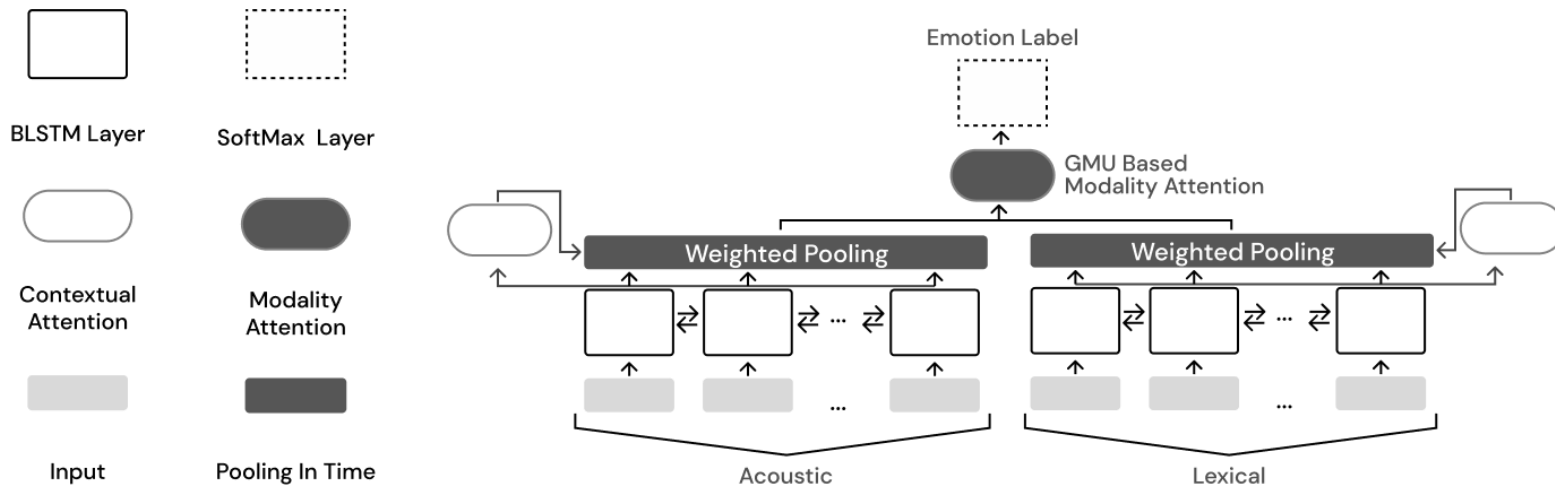 BLSTM Layer
SoftMax Layer
Contextual
Attention
Modality
Attention
Input
Pooling In Time
Emotion Label
GMU Based
Modality Attention
Weighted Pooling
Weighted Pooling
...
...
...
...
Acoustic
Lexical